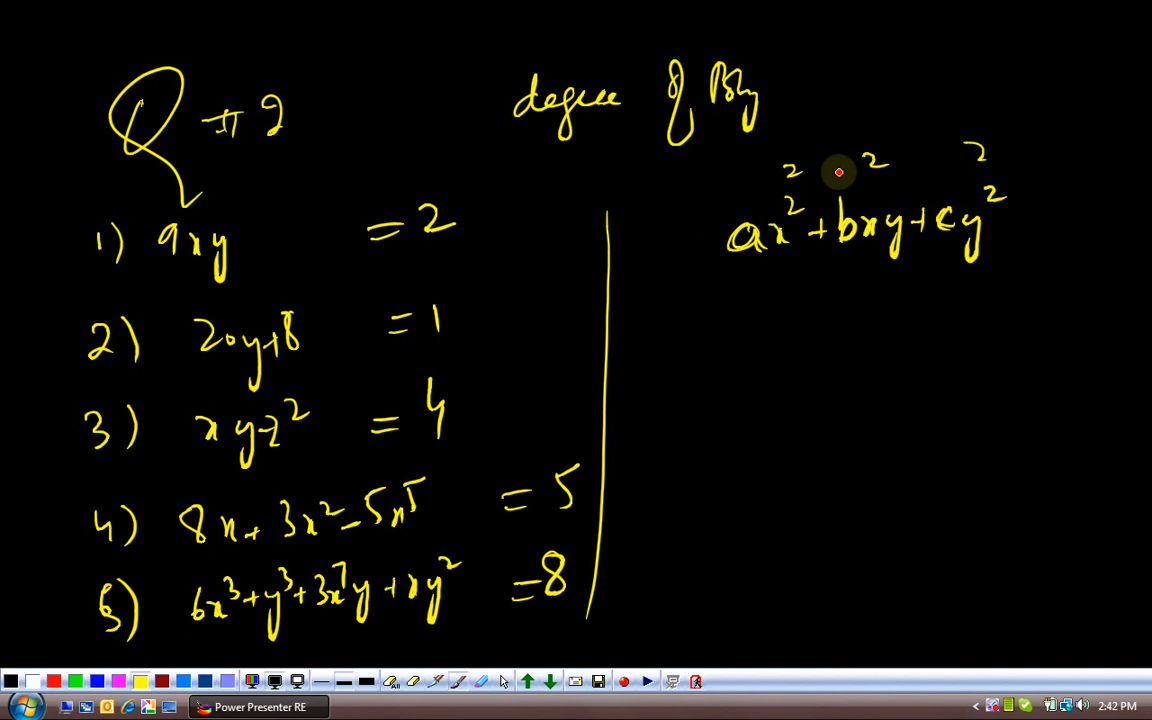 Q # 2
degree of Poly
1) 9xy = 2
2) 20y+8 = 1
3) xyz² = 4
4) 8x + 3x² - 5x⁵ = 5
5) 6x³ + y³ + 3x⁷y + xy² = 8
2 2 2
ax² + bxy + cy²
Power Presenter RE
2:42 PM